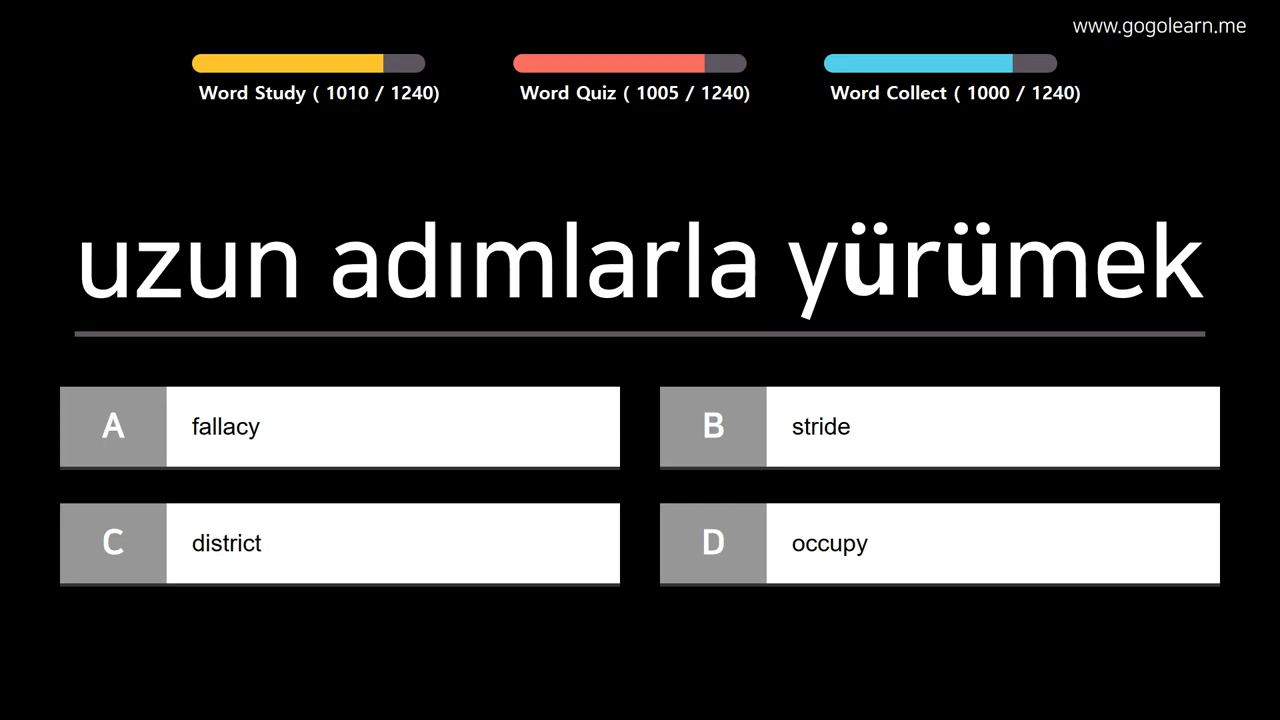 www.gogolearn.me
Word Study ( 1010 / 1240)
Word Quiz ( 1005 / 1240)
Word Collect ( 1000 / 1240)
uzun adımlarla yürümek
A fallacy
B stride
C district
D occupy